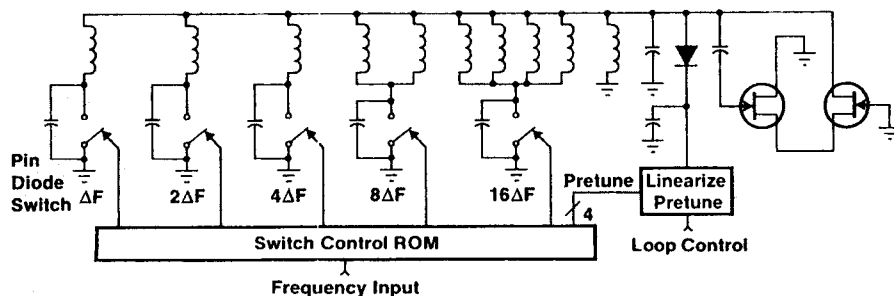 Pin
Diode
Switch
ΔF
2ΔF
4ΔF
8ΔF
16ΔF
Pretune
4
Linearize
Pretune
Loop Control
Switch Control ROM
Frequency Input